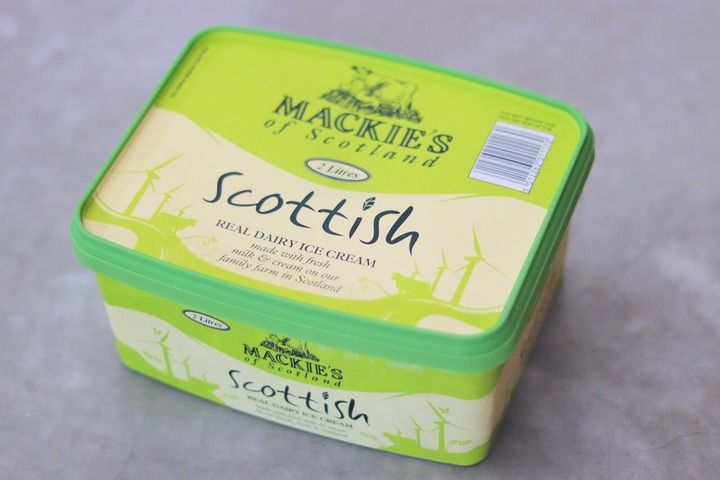 MACKIE'S
of Scotland
2 Litres
Scottish
REAL DAIRY ICE CREAM
made with fresh
milk & cream on our
family farm in Scotland
2 Litres
MACKIE'S
of Scotland
Scottish
REAL DAIRY ICE CREAM